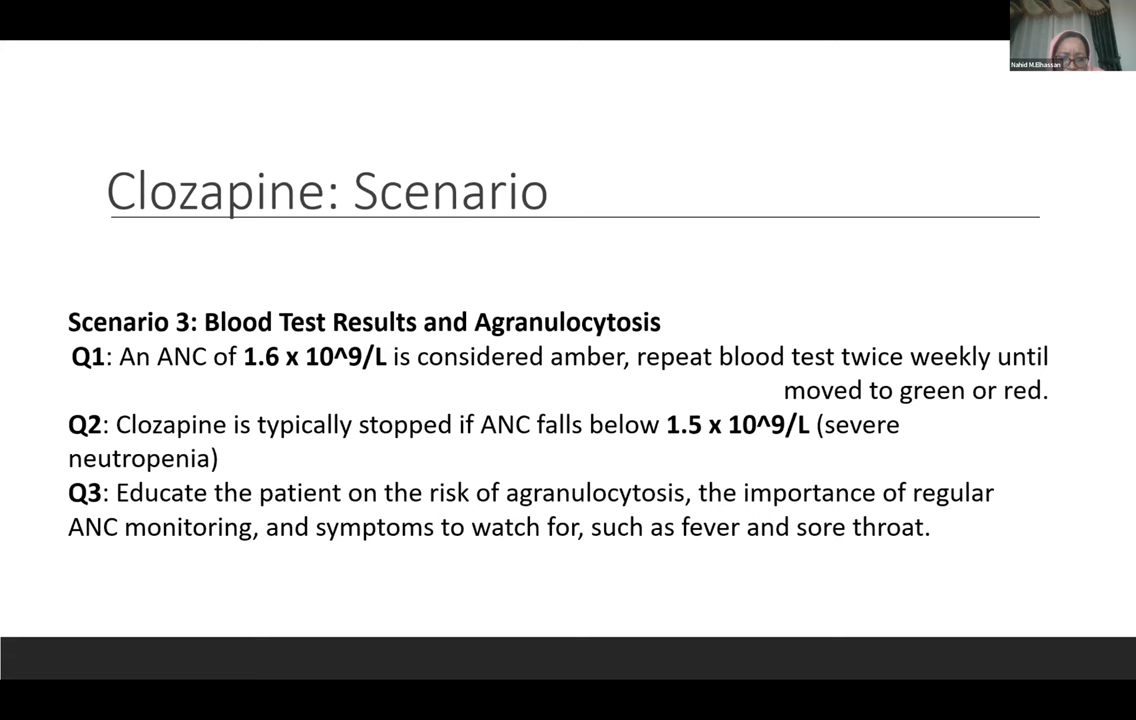 Nahid M.Elhassan
Clozapine: Scenario
Scenario 3: Blood Test Results and Agranulocytosis
Q1: An ANC of 1.6 x 10^9/L is considered amber, repeat blood test twice weekly until
moved to green or red.
Q2: Clozapine is typically stopped if ANC falls below 1.5 x 10^9/L (severe
neutropenia)
Q3: Educate the patient on the risk of agranulocytosis, the importance of regular
ANC monitoring, and symptoms to watch for, such as fever and sore throat.